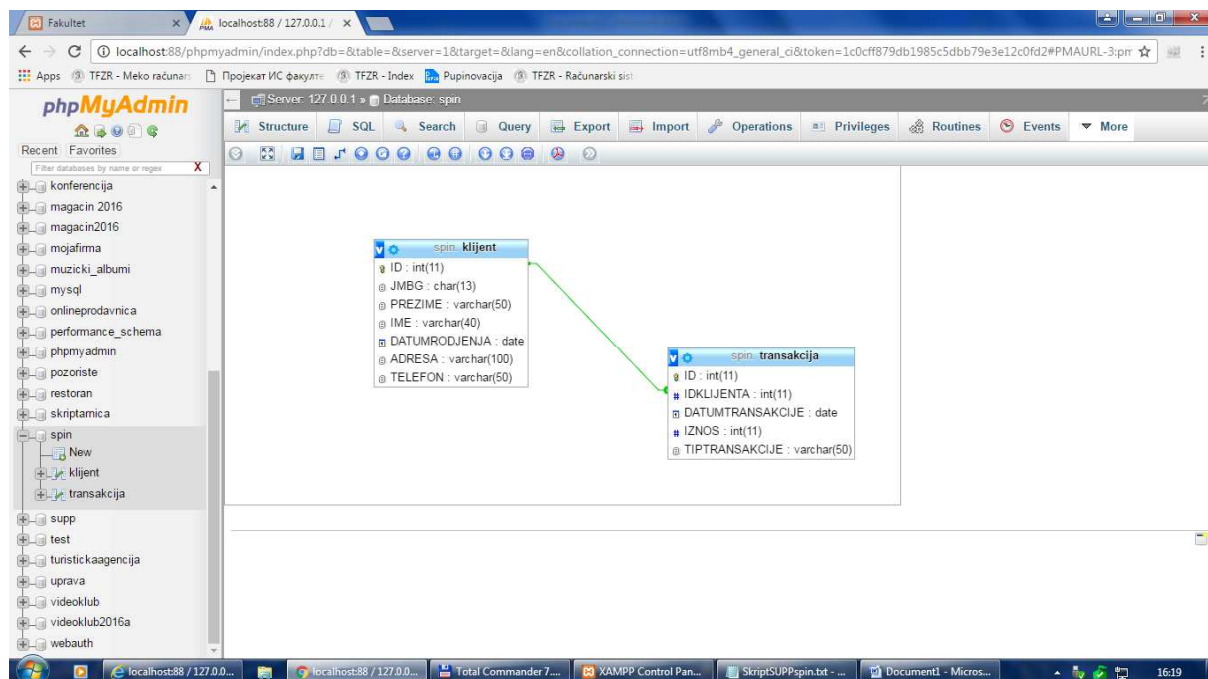 Fakultet
localhost:88 / 127.0.0.1 /
localhost:88/phpmyadmin/index.php?db=&table=&server=1&target=&lang=en&collation_connection=utf8mb4_general_ci&token=1c0cff879db1985c5dbb79e3e12c0fd2#PMAURL-3:pm
Apps
TFZR - Meko računar
Пројекат ИС факулте
TFZR - Index
Pupinovacija
TFZR - Računarski sist
phpMyAdmin
Recent Favorites
Filter databases by name or regex X
konferencija
magacin 2016
magacin2016
mojafirma
muzicki_albumi
mysql
onlineprodavnica
performance_schema
phpmyadmin
pozoriste
restoran
skriptarnica
spin
New
klijent
transakcija
supp
test
turistickaagencija
uprava
videoklub
videoklub2016a
webauth
Server: 127.0.0.1 » Database: spin
Structure SQL Search Query Export Import Operations Privileges Routines Events More
spin. klijent
ID : int(11)
JMBG : char(13)
PREZIME : varchar(50)
IME : varchar(40)
DATUMRODJENJA : date
ADRESA : varchar(100)
TELEFON : varchar(50)
spin. transakcija
ID : int(11)
IDKLIJENTA : int(11)
DATUMTRANSAKCIJE : date
IZNOS : int(11)
TIPTRANSAKCIJE : varchar(50)
localhost:88 / 127.0.0...
localhost:88 / 127.0.0...
Total Commander 7....
XAMPP Control Pan...
SkriptSUPPspin.txt - ...
Document1 - Micros...
16:19